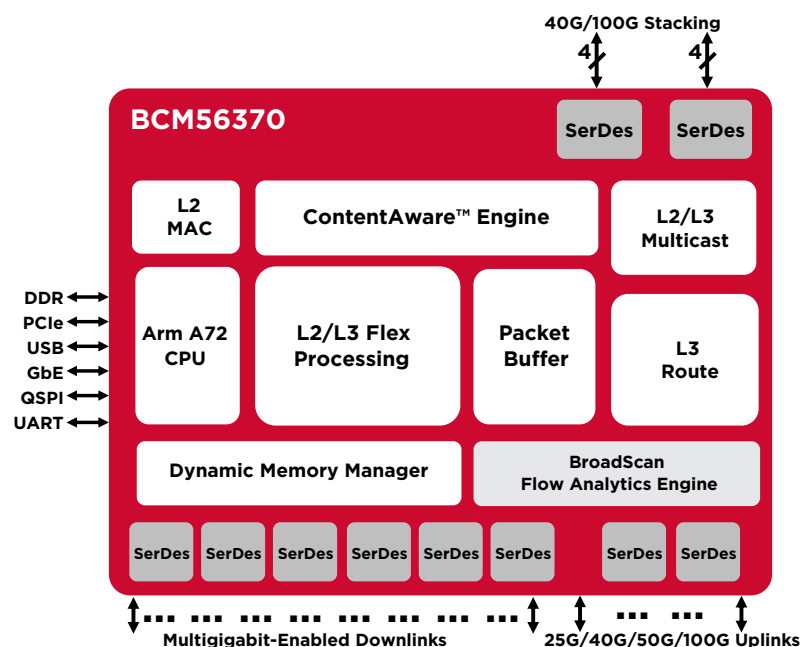 40G/100G Stacking
4
4
BCM56370
SerDes
SerDes
L2
MAC
ContentAware™ Engine
L2/L3
Multicast
DDR
PCIe
USB
GbE
QSPI
UART
Arm A72
CPU
L2/L3 Flex
Processing
Packet
Buffer
L3
Route
Dynamic Memory Manager
BroadScan
Flow Analytics Engine
SerDes
SerDes
SerDes
SerDes
SerDes
SerDes
SerDes
SerDes
Multigigabit-Enabled Downlinks
25G/40G/50G/100G Uplinks